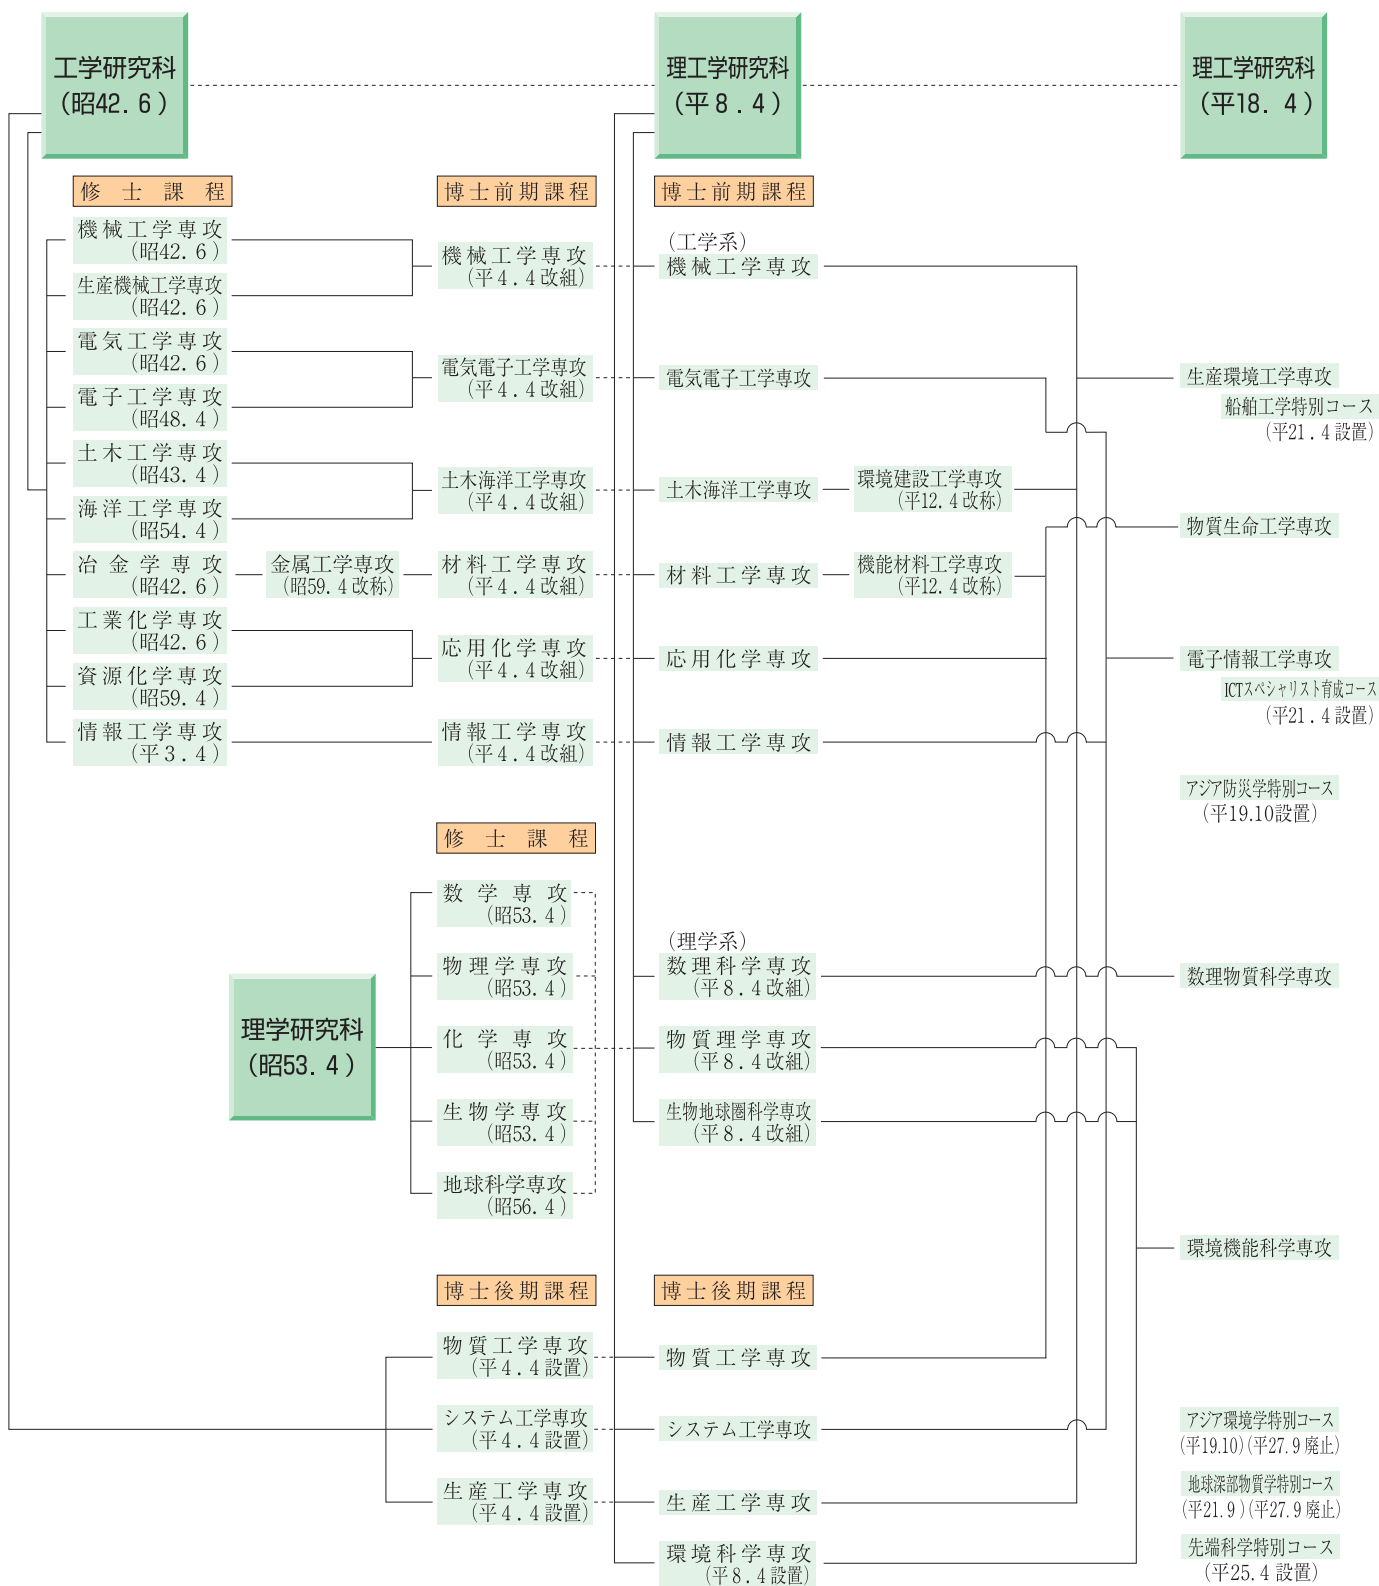 工学研究科
（昭42．6）
理工学研究科
（平8．4）
理工学研究科
（平18．4）
修士課程
機械工学専攻
（昭42．6）
生産機械工学専攻
（昭42．6）
電気工学専攻
（昭42．6）
電子工学専攻
（昭48．4）
土木工学専攻
（昭43．4）
海洋工学専攻
（昭54．4）
冶金学専攻
（昭42．6）
金属工学専攻
（昭59．4改称）
工業化学専攻
（昭42．6）
資源化学専攻
（昭59．4）
情報工学専攻
（平3．4）
博士前期課程
機械工学専攻
（平4．4改組）
電気電子工学専攻
（平4．4改組）
土木海洋工学専攻
（平4．4改組）
材料工学専攻
（平4．4改組）
応用化学専攻
（平4．4改組）
情報工学専攻
（平4．4改組）
博士前期課程
（工学系）
機械工学専攻
電気電子工学専攻
土木海洋工学専攻
環境建設工学専攻
（平12．4改称）
材料工学専攻
機能材料工学専攻
（平12．4改称）
応用化学専攻
情報工学専攻
生産環境工学専攻
船舶工学特別コース
（平21．4設置）
物質生命工学専攻
電子情報工学専攻
ICTスペシャリスト育成コース
（平21．4設置）
アジア防災学特別コース
（平19.10設置）
理学研究科
（昭53．4）
修士課程
数学専攻
（昭53．4）
物理学専攻
（昭53．4）
化学専攻
（昭53．4）
生物学専攻
（昭53．4）
地球科学専攻
（昭56．4）
（理学系）
数理科学専攻
（平8．4改組）
物質理学専攻
（平8．4改組）
生物地球圏科学専攻
（平8．4改組）
数理物質科学専攻
環境機能科学専攻
博士後期課程
物質工学専攻
（平4．4設置）
システム工学専攻
（平4．4設置）
生産工学専攻
（平4．4設置）
博士後期課程
物質工学専攻
システム工学専攻
生産工学専攻
環境科学専攻
（平8．4設置）
アジア環境学特別コース
（平19.10）（平27.9廃止）
地球深部物質学特別コース
（平21.9）（平27.9廃止）
先端科学特別コース
（平25.4設置）